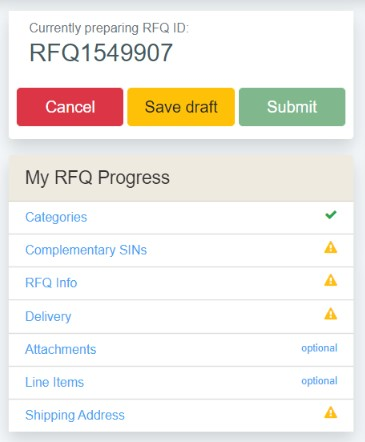 Currently preparing RFQ ID:
RFQ1549907
Cancel Save draft Submit
My RFQ Progress
Categories
Complementary SINs
RFQ Info
Delivery
Attachments optional
Line Items optional
Shipping Address